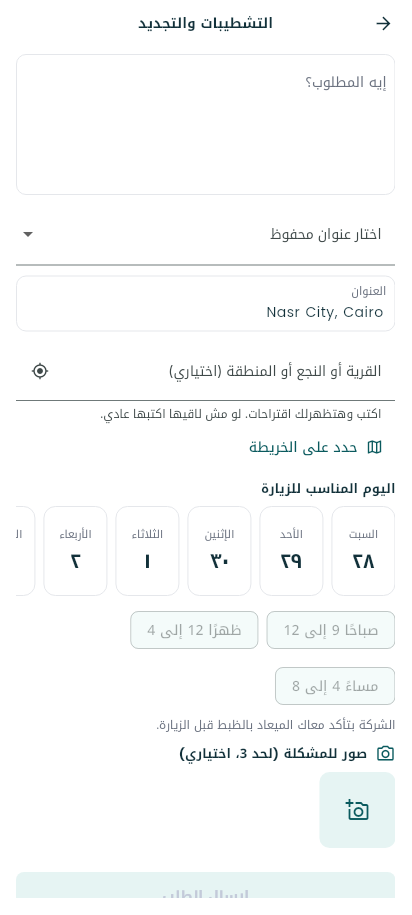 التشطيبات والتجديد
إيه المطلوب؟
اختار عنوان محفوظ
العنوان
Nasr City, Cairo
القرية أو النجع أو المنطقة (اختياري)
اكتب وهتظهرلك اقتراحات. لو مش لاقيها اكتبها عادي.
حدد على الخريطة
اليوم المناسب للزيارة
السبت الأحد الإثنين الثلاثاء الأربعاء
٢٨ ٢٩ ٣٠ ١ ٢
صباحًا 9 إلى 12 ظهرًا 12 إلى 4
مساءً 4 إلى 8
الشركة بتأكد معاك الميعاد بالظبط قبل الزيارة.
صور للمشكلة (لحد 3، اختياري)
إرسال الطلب